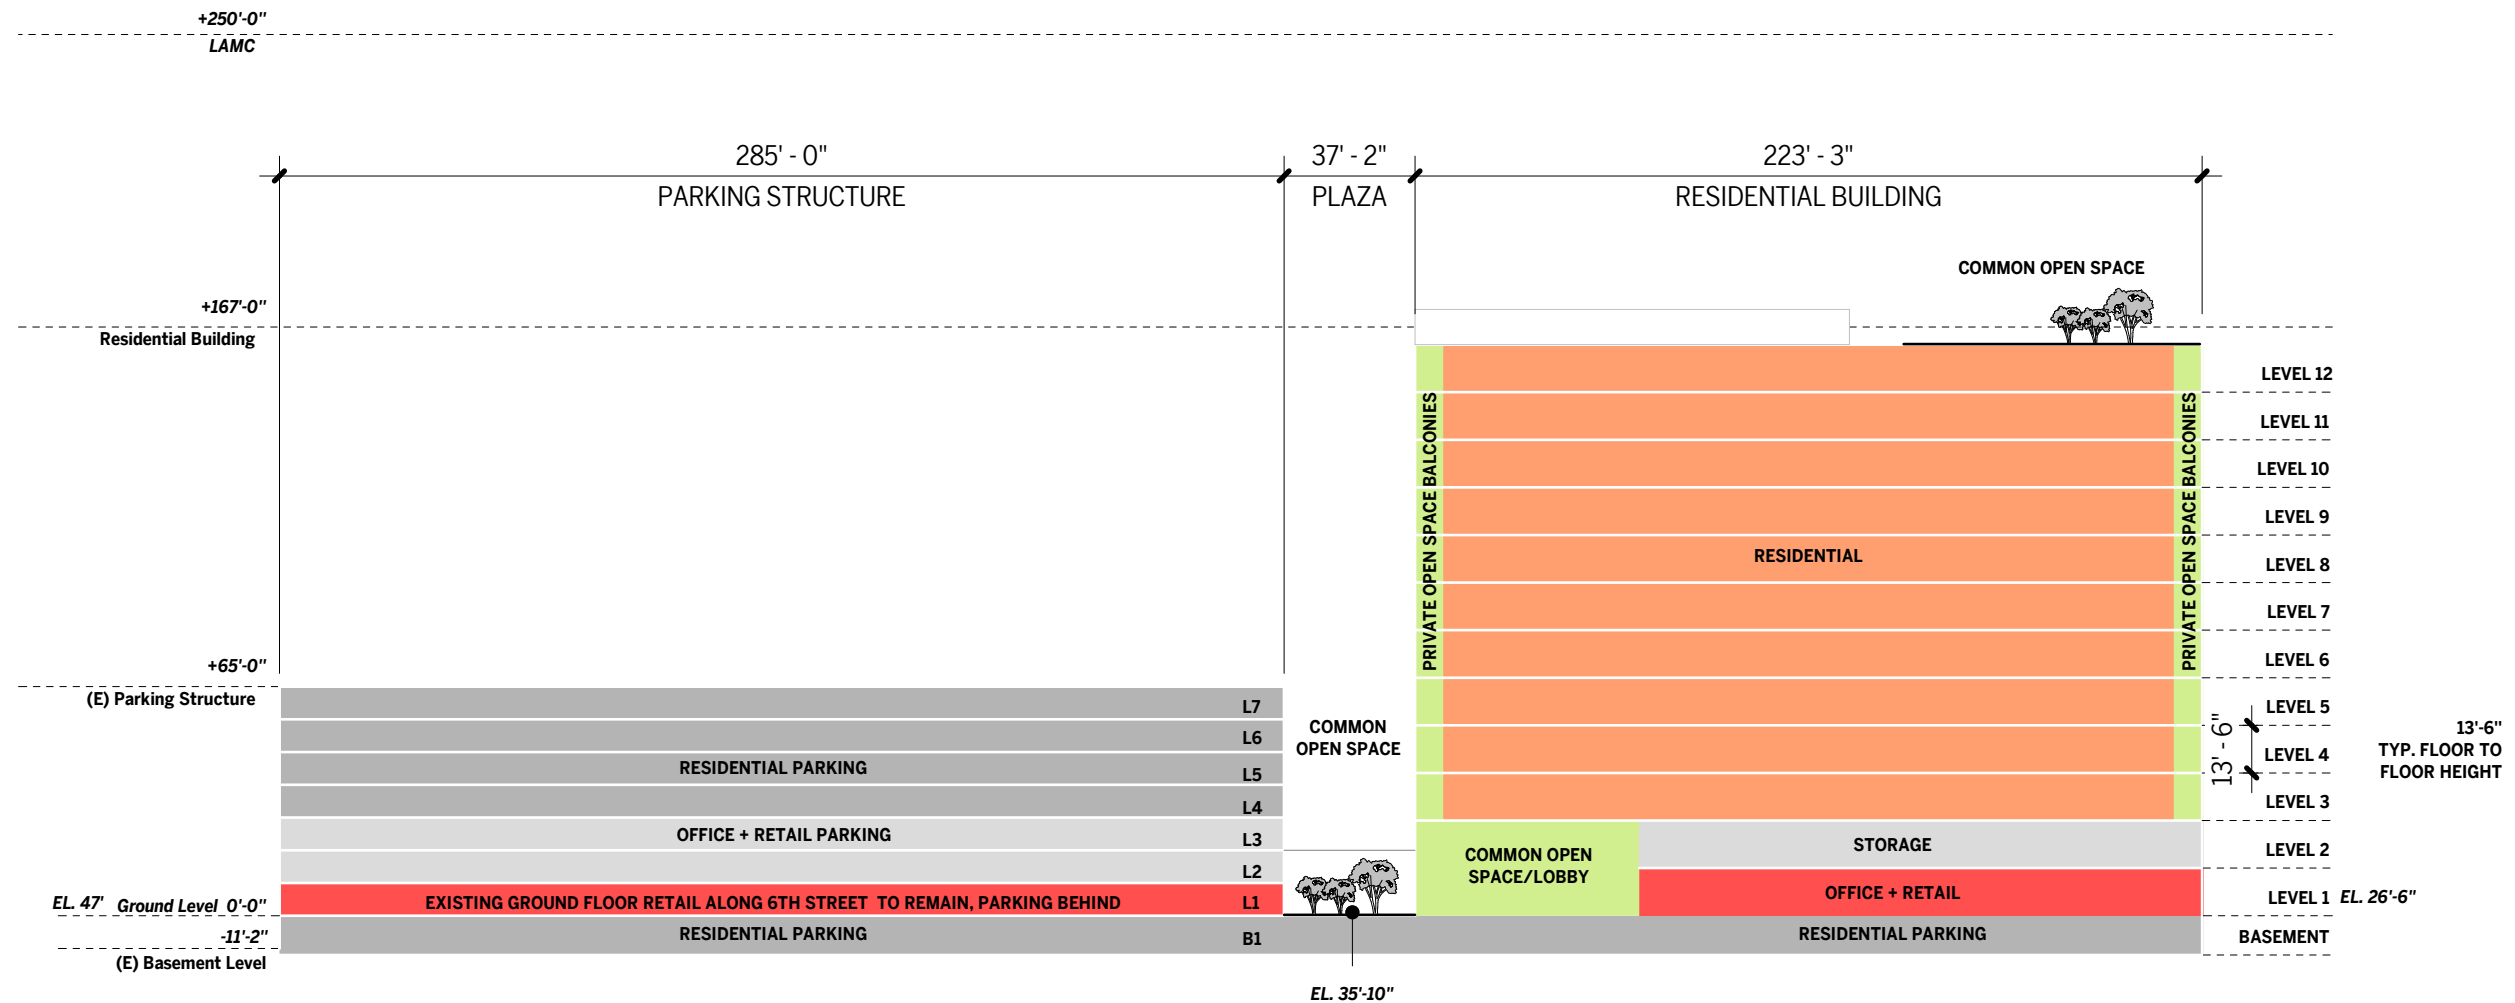 +250'-0"
LAMC
285' - 0"
37' - 2"
223' - 3"
PARKING STRUCTURE
PLAZA
RESIDENTIAL BUILDING
COMMON OPEN SPACE
+167'-0"
Residential Building
LEVEL 12
LEVEL 11
LEVEL 10
LEVEL 9
LEVEL 8
LEVEL 7
LEVEL 6
LEVEL 5
LEVEL 4
LEVEL 3
LEVEL 2
LEVEL 1 EL. 26'-6"
BASEMENT
PRIVATE OPEN SPACE BALCONIES
RESIDENTIAL
PRIVATE OPEN SPACE BALCONIES
13' - 6"
13'-6"
TYP. FLOOR TO
FLOOR HEIGHT
+65'-0"
(E) Parking Structure
L7
L6
RESIDENTIAL PARKING
L5
L4
OFFICE + RETAIL PARKING
L3
L2
EXISTING GROUND FLOOR RETAIL ALONG 6TH STREET TO REMAIN, PARKING BEHIND
L1
RESIDENTIAL PARKING
B1
COMMON
OPEN SPACE
COMMON OPEN
SPACE/LOBBY
STORAGE
OFFICE + RETAIL
RESIDENTIAL PARKING
EL. 47' Ground Level 0'-0"
-11'-2"
(E) Basement Level
EL. 35'-10"